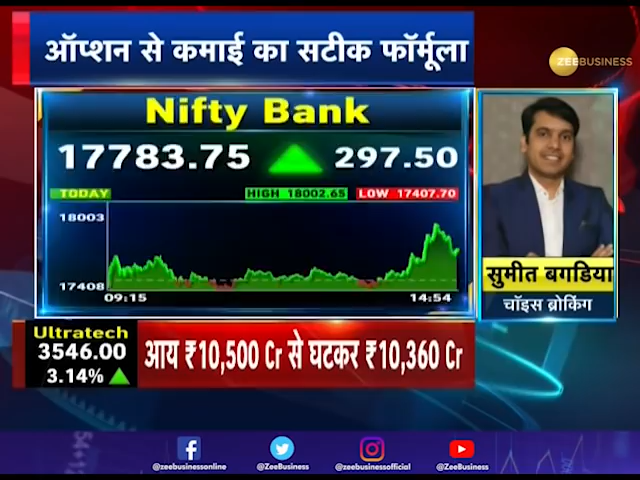 ऑप्शन से कमाई का सटीक फॉर्मूला
ZEEBUSINESS
Nifty Bank
17783.75 297.50
TODAY HIGH 18002.65 LOW 17407.70
18003
17408
09:15 14:54
सुमीत बगडिया
चॉइस ब्रोकिंग
Ultratech
3546.00
3.14%
आय ₹10,500 Cr से घटकर ₹10,360 Cr
@zeebusinessonline @ZeeBusiness @zeebusinessofficial @ZeeBusiness